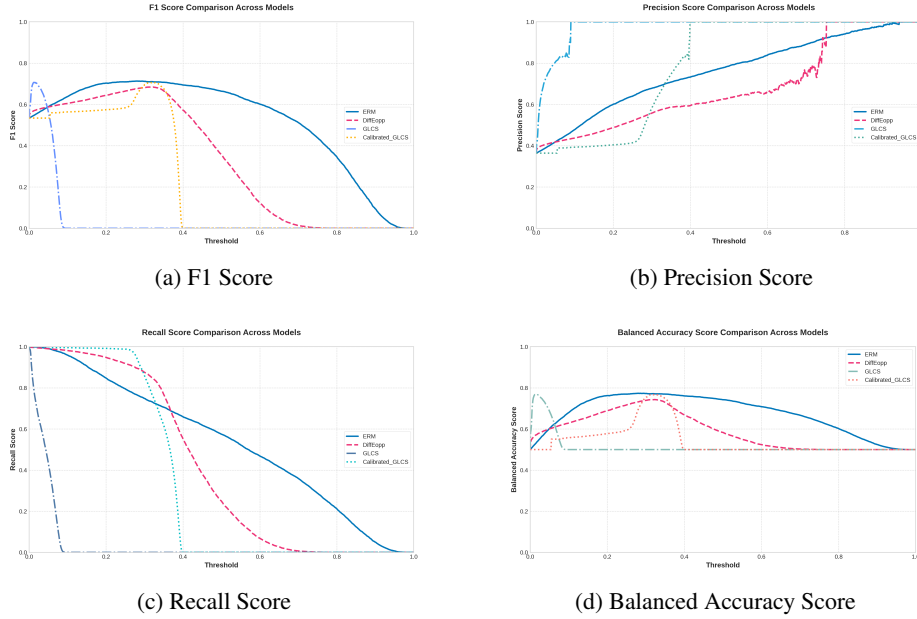 F1 Score Comparison Across Models
1.0
0.8
0.6
0.4
0.2
0.0
F1 Score
ERM
DiffEopp
GLCS
Calibrated_GLCS
0.0 0.2 0.4 0.6 0.8 1.0
Threshold
(a) F1 Score
Precision Score Comparison Across Models
1.0
0.8
0.6
0.4
0.2
0.0
Precision Score
ERM
DiffEopp
GLCS
Calibrated_GLCS
0.0 0.2 0.4 0.6 0.8
Threshold
(b) Precision Score
Recall Score Comparison Across Models
1.0
0.8
0.6
0.4
0.2
0.0
Recall Score
ERM
DiffEopp
GLCS
Calibrated_GLCS
0.0 0.2 0.4 0.6 0.8 1.0
Threshold
(c) Recall Score
Balanced Accuracy Score Comparison Across Models
1.0
0.8
0.6
0.4
0.2
0.0
Balanced Accuracy Score
ERM
DiffEopp
GLCS
Calibrated_GLCS
0.0 0.2 0.4 0.6 0.8 1.0
Threshold
(d) Balanced Accuracy Score